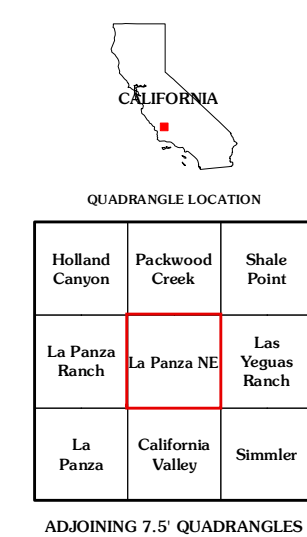 CALIFORNIA
QUADRANGLE LOCATION
Holland
Canyon
Packwood
Creek
Shale
Point
La Panza
Ranch
La Panza NE
Las
Yeguas
Ranch
La
Panza
California
Valley
Simmler
ADJOINING 7.5' QUADRANGLES